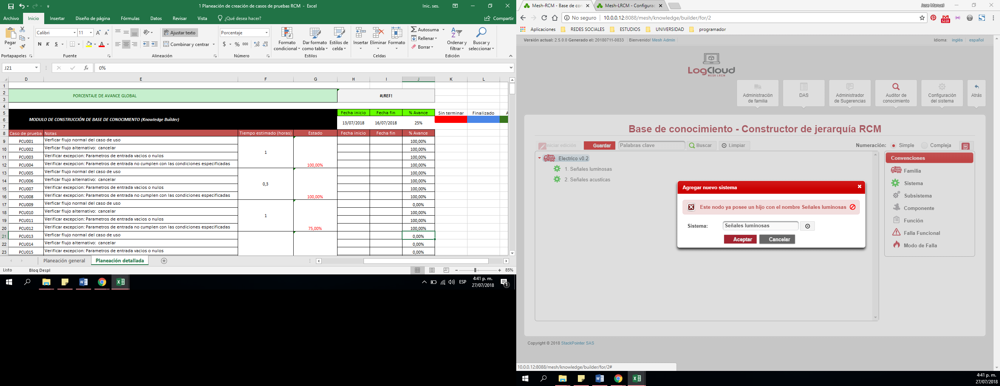 1 Planeación de creación de casos de pruebas RCM - Excel
Inic. ses.
Archivo Inicio Insertar Diseño de página Fórmulas Datos Revisar Vista ¿Qué desea hacer? Compartir
Pegar
Calibri 11
N K S
Ajustar texto
Combinar y centrar
Porcentaje
$ % 000
Formato condicional
Dar formato como tabla
Estilos de celda
Insertar Eliminar Formato
Autosuma
Rellenar
Borrar
Ordenar y filtrar
Buscar y seleccionar
Portapapeles Fuente Alineación Número Estilos Celdas Edición
J21 fx 0%
D E F G H I J K L
1
2 PORCENTAJE DE AVANCE GLOBAL #¡REF!
3
4
5 Fecha inicio Fecha fin % Avance Sin terminar Finalizado A
6 MODULO DE CONSTRUCCIÓN DE BASE DE CONOCIMIENTO (Knowledge Builder) 13/07/2018 16/07/2018 25%
7
8 Caso de prueba Notas Tiempo estimado (horas) Estado Fecha inicio Fecha fin % Avance
9 PCU001 Verficar flujo normal del caso de uso 100,00%
10 PCU002 Verficar flujo alternativo: cancelar 1 100,00%
11 PCU003 Verificar excepcion: Parametros de entrada vacios o nulos 100,00%
12 PCU004 Verificar excepcion: Parametros de entrada no cumplen con las condiciones especificadas 100,00% 100,00%
13 PCU005 Verficar flujo normal del caso de uso 100,00%
14 PCU006 Verficar flujo alternativo: cancelar 0,3 100,00%
15 PCU007 Verificar excepcion: Parametros de entrada vacios o nulos 100,00%
16 PCU008 Verificar excepcion: Parametros de entrada no cumplen con las condiciones especificadas 100,00% 100,00%
17 PCU009 Verficar flujo normal del caso de uso 0,00%
18 PCU010 Verficar flujo alternativo: cancelar 1 100,00%
19 PCU011 Verificar excepcion: Parametros de entrada vacios o nulos 100,00%
20 PCU012 Verificar excepcion: Parametros de entrada no cumplen con las condiciones especificadas 75,00% 100,00%
21 PCU013 Verficar flujo normal del caso de uso 0,00%
22 PCU014 Verficar flujo alternativo: cancelar 0,00%
23 PCU015 Verificar excepcion: Parametros de entrada vacios o nulos 0,00%
Planeación general Planeación detallada
Listo Bloq Despl 85%
ESP 4:41 p. m.
27/07/2018 1
Mesh-RCM - Base de con Mesh-LRCM - Configurac Jose Manuel
No seguro 10.0.0.12:8088/mesh/knowledge/builder/for/2 5228
Aplicaciones REDES SOCIALES ESTUDIOS UNIVERSIDAD programador
Versión actual: 2.5.0.0 Generado el: 20180711-0833 Bienvenido! Mesh Admin Idioma: inglés español
LogCloud
MESH LRCM
Administración de familia
DAS
Administrador de Sugerencias
Auditor de conocimiento
Configuración del sistema
Atrás
Base de conocimiento - Constructor de jerarquía RCM
Iniciar edición Guardar Palabras clave Buscar Limpiar Numeración: Simple Compleja
Electrico v0.2
1. Señales luminosas
2. Señales acusticas
Agregar nuevo sistema
Este nodo ya posee un hijo con el nombre Señales luminosas
Sistema: Señales luminosas
Aceptar Cancelar
Convenciones
Familia
Sistema
Subsistema
Componente
Función
Falla Funcional
Modo de Falla
Copyright © 2018 StackPointer SAS
10.0.0.12:8088/mesh/knowledge/builder/for/2#
4:41 p. m.
27/07/2018